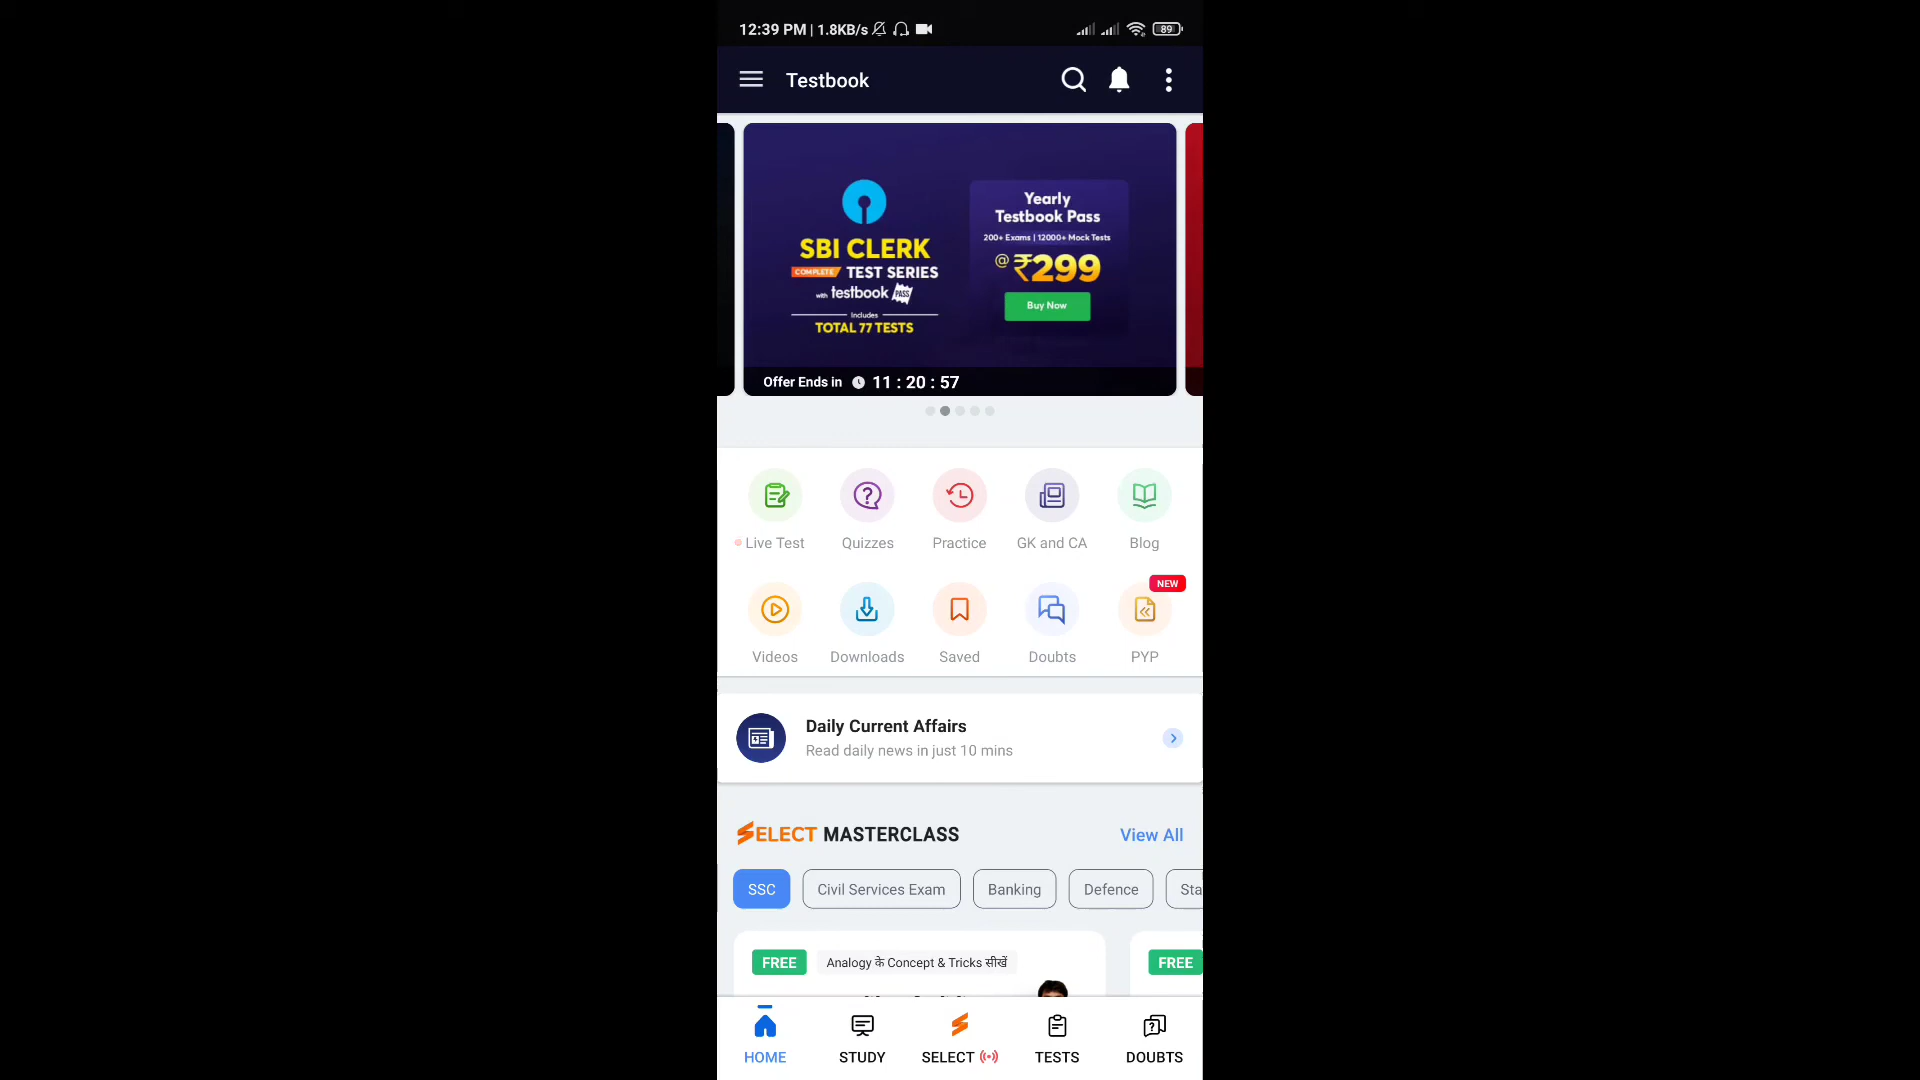 12:39 PM | 1.8KB/s
89
Testbook
SBI CLERK
COMPLETE TEST SERIES
with testbook PASS
Includes
TOTAL 77 TESTS
Yearly
Testbook Pass
200+ Exams | 12000+ Mock Tests
@ ₹299
Buy Now
Offer Ends in 11 : 20 : 57
Live Test
Quizzes
Practice
GK and CA
Blog
NEW
Videos
Downloads
Saved
Doubts
PYP
Daily Current Affairs
Read daily news in just 10 mins
SELECT MASTERCLASS
View All
SSC
Civil Services Exam
Banking
Defence
Sta
FREE
Analogy के Concept & Tricks सीखें
FREE
HOME
STUDY
SELECT
TESTS
DOUBTS